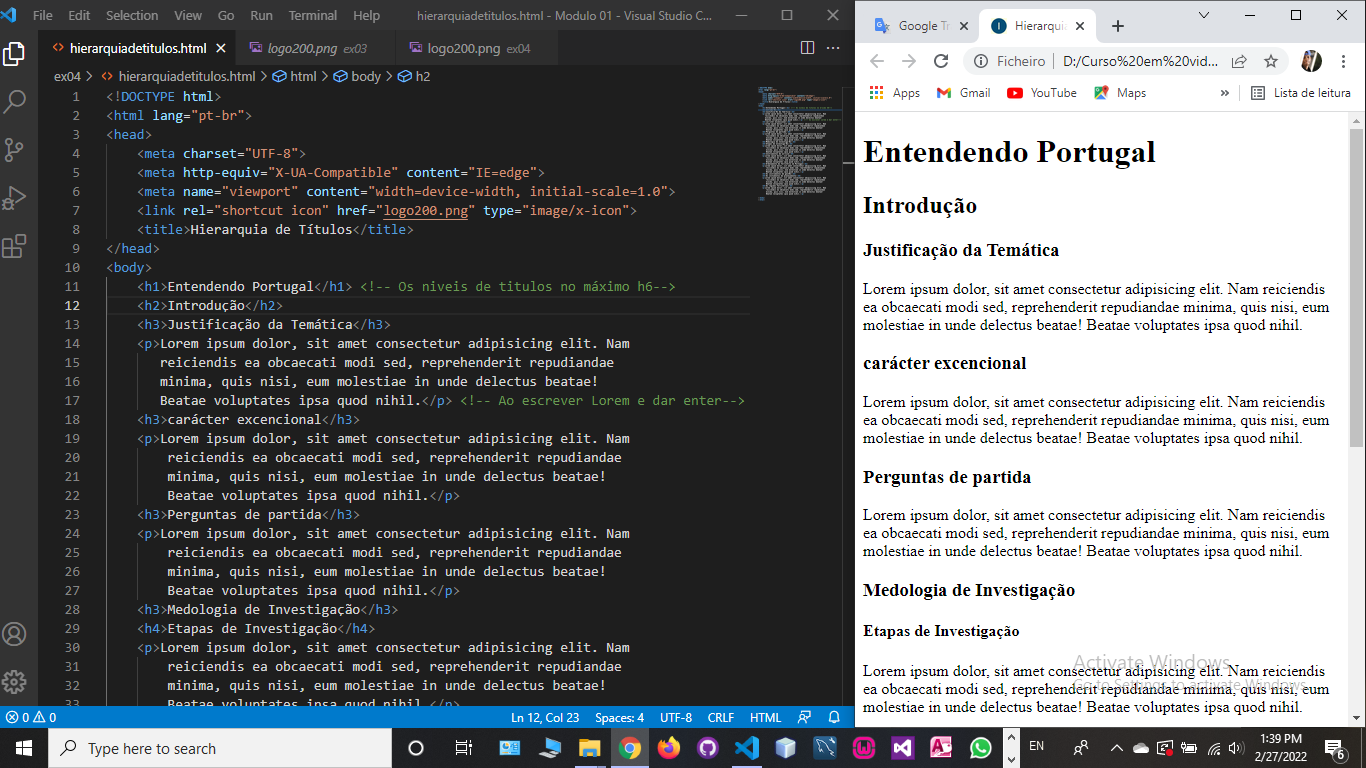 File Edit Selection View Go Run Terminal Help hierarquiadetitulos.html - Modulo 01 - Visual Studio C...
hierarquiadetitulos.html logo200.png ex03 logo200.png ex04
ex04 > hierarquiadetitulos.html > html > body > h2
1 <!DOCTYPE html>
2 <html lang="pt-br">
3 <head>
4 <meta charset="UTF-8">
5 <meta http-equiv="X-UA-Compatible" content="IE=edge">
6 <meta name="viewport" content="width=device-width, initial-scale=1.0">
7 <link rel="shortcut icon" href="logo200.png" type="image/x-icon">
8 <title>Hierarquia de Títulos</title>
9 </head>
10 <body>
11 <h1>Entendendo Portugal</h1> <!-- Os niveis de titulos no máximo h6-->
12 <h2>Introdução</h2>
13 <h3>Justificação da Temática</h3>
14 <p>Lorem ipsum dolor, sit amet consectetur adipisicing elit. Nam
15 reiciendis ea obcaecati modi sed, reprehenderit repudiandae
16 minima, quis nisi, eum molestiae in unde delectus beatae!
17 Beatae voluptates ipsa quod nihil.</p> <!-- Ao escrever Lorem e dar enter-->
18 <h3>carácter excencional</h3>
19 <p>Lorem ipsum dolor, sit amet consectetur adipisicing elit. Nam
20 reiciendis ea obcaecati modi sed, reprehenderit repudiandae
21 minima, quis nisi, eum molestiae in unde delectus beatae!
22 Beatae voluptates ipsa quod nihil.</p>
23 <h3>Perguntas de partida</h3>
24 <p>Lorem ipsum dolor, sit amet consectetur adipisicing elit. Nam
25 reiciendis ea obcaecati modi sed, reprehenderit repudiandae
26 minima, quis nisi, eum molestiae in unde delectus beatae!
27 Beatae voluptates ipsa quod nihil.</p>
28 <h3>Medologia de Investigação</h3>
29 <h4>Etapas de Investigação</h4>
30 <p>Lorem ipsum dolor, sit amet consectetur adipisicing elit. Nam
31 reiciendis ea obcaecati modi sed, reprehenderit repudiandae
32 minima, quis nisi, eum molestiae in unde delectus beatae!
33 Beatae voluptates ipsa quod nihil.</p>
0 0 Ln 12, Col 23 Spaces: 4 UTF-8 CRLF HTML
Google Tr Hierarqui
Ficheiro | D:/Curso%20em%20vid...
Apps Gmail YouTube Maps » Lista de leitura
Entendendo Portugal
Introdução
Justificação da Temática
Lorem ipsum dolor, sit amet consectetur adipisicing elit. Nam reiciendis
ea obcaecati modi sed, reprehenderit repudiandae minima, quis nisi, eum
molestiae in unde delectus beatae! Beatae voluptates ipsa quod nihil.
carácter excencional
Lorem ipsum dolor, sit amet consectetur adipisicing elit. Nam reiciendis
ea obcaecati modi sed, reprehenderit repudiandae minima, quis nisi, eum
molestiae in unde delectus beatae! Beatae voluptates ipsa quod nihil.
Perguntas de partida
Lorem ipsum dolor, sit amet consectetur adipisicing elit. Nam reiciendis
ea obcaecati modi sed, reprehenderit repudiandae minima, quis nisi, eum
molestiae in unde delectus beatae! Beatae voluptates ipsa quod nihil.
Medologia de Investigação
Etapas de Investigação
Lorem ipsum dolor, sit amet consectetur adipisicing elit. Nam reiciendis
ea obcaecati modi sed, reprehenderit repudiandae minima, quis nisi, eum
molestiae in unde delectus beatae! Beatae voluptates ipsa quod nihil.
Activate Windows
Go to Settings to activate Windows.
Type here to search
EN
1:39 PM
2/27/2022
6